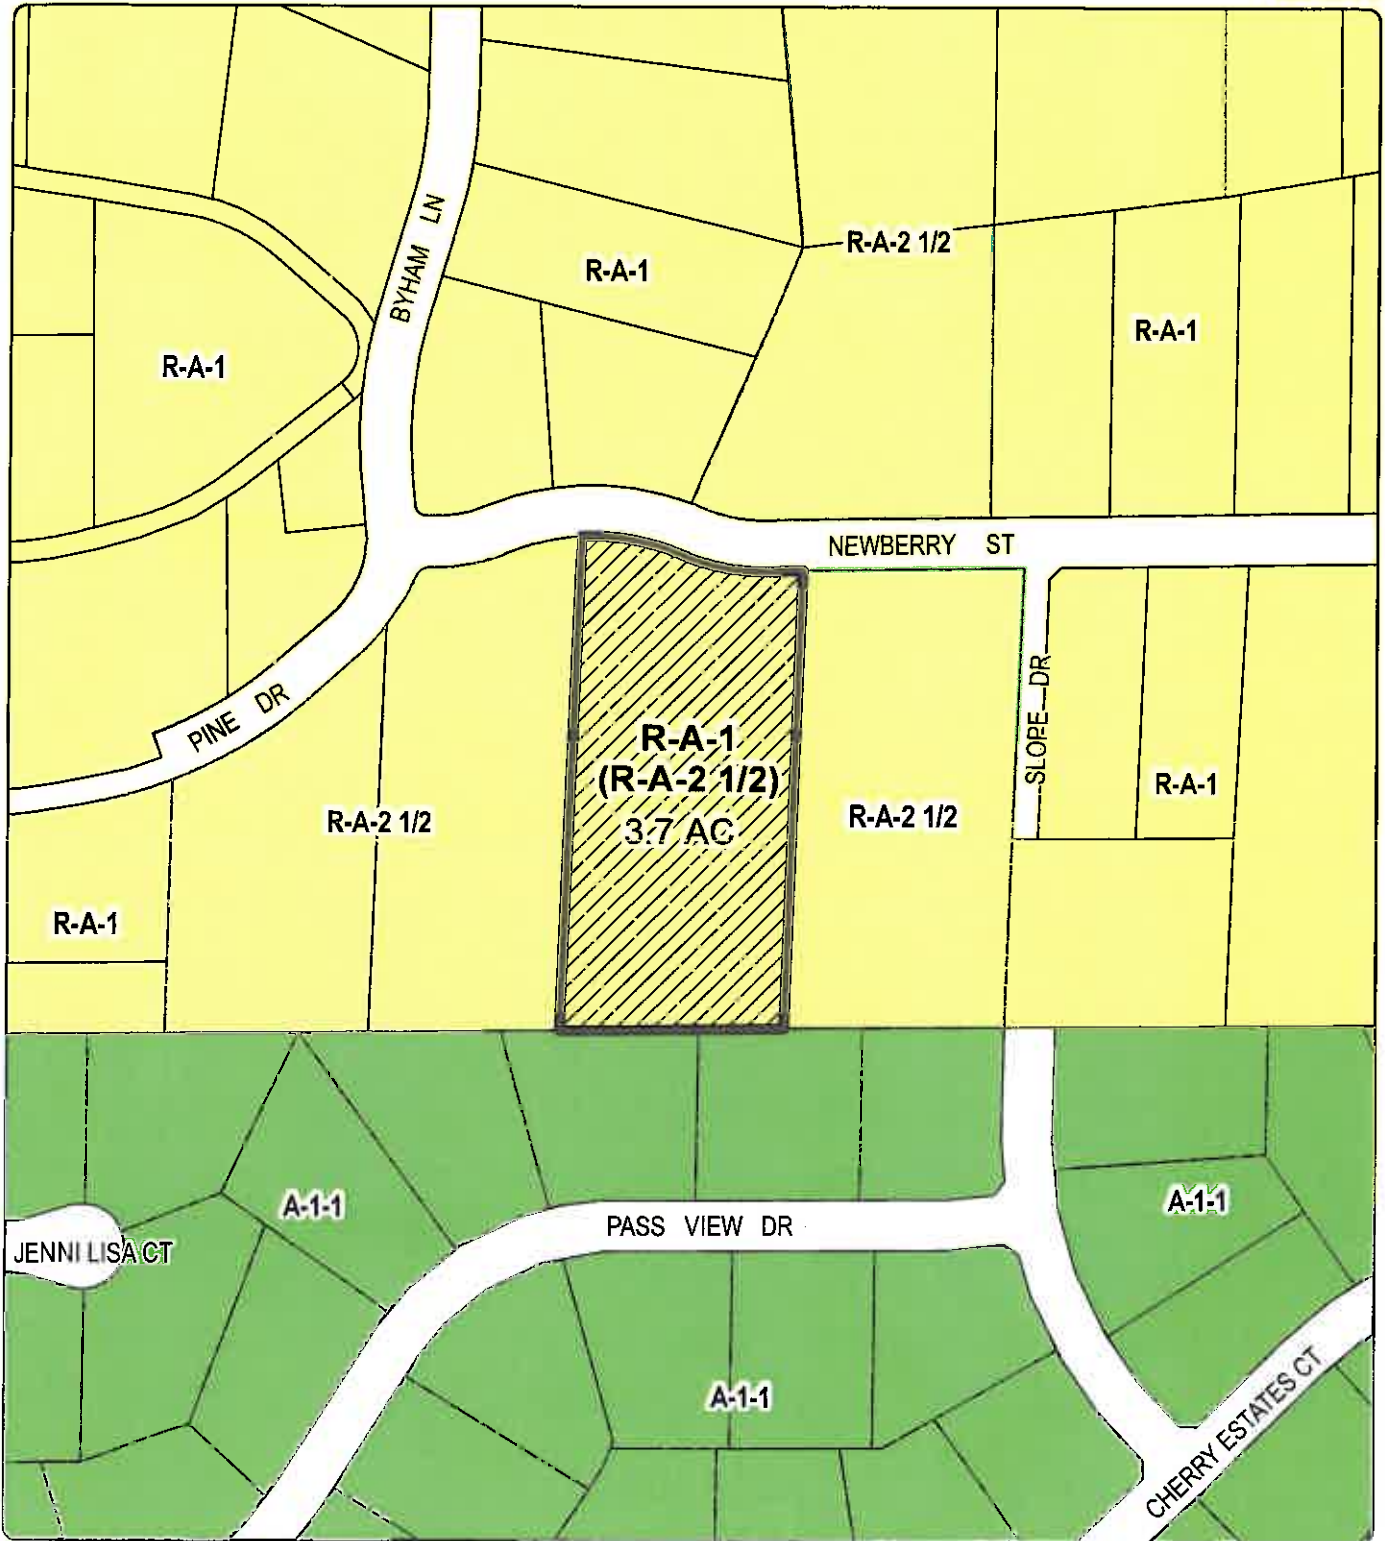 BYHAM LN
R-A-1
R-A-2 1/2
R-A-1
R-A-1
NEWBERRY ST
PINE DR
SLOPE DR
R-A-1
(R-A-2 1/2)
3.7 AC
R-A-2 1/2
R-A-2 1/2
R-A-1
R-A-1
A-1-1
A-1-1
PASS VIEW DR
JENNI LISA CT
A-1-1
CHERRY ESTATES CT